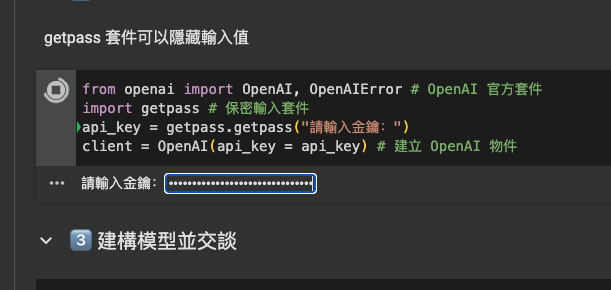 getpass 套件可以隱藏輸入值
from openai import OpenAI, OpenAIError # OpenAI 官方套件
import getpass # 保密輸入套件
api_key = getpass.getpass("請輸入金鑰：")
client = OpenAI(api_key = api_key) # 建立 OpenAI 物件
••• 請輸入金鑰： ••••••••••••••••••••••••••••••••
3 建構模型並交談